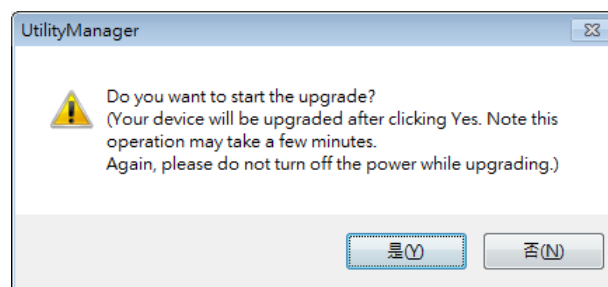 UtilityManager
Do you want to start the upgrade?
(Your device will be upgraded after clicking Yes. Note this
operation may take a few minutes.
Again, please do not turn off the power while upgrading.)
是(Y) 否(N)